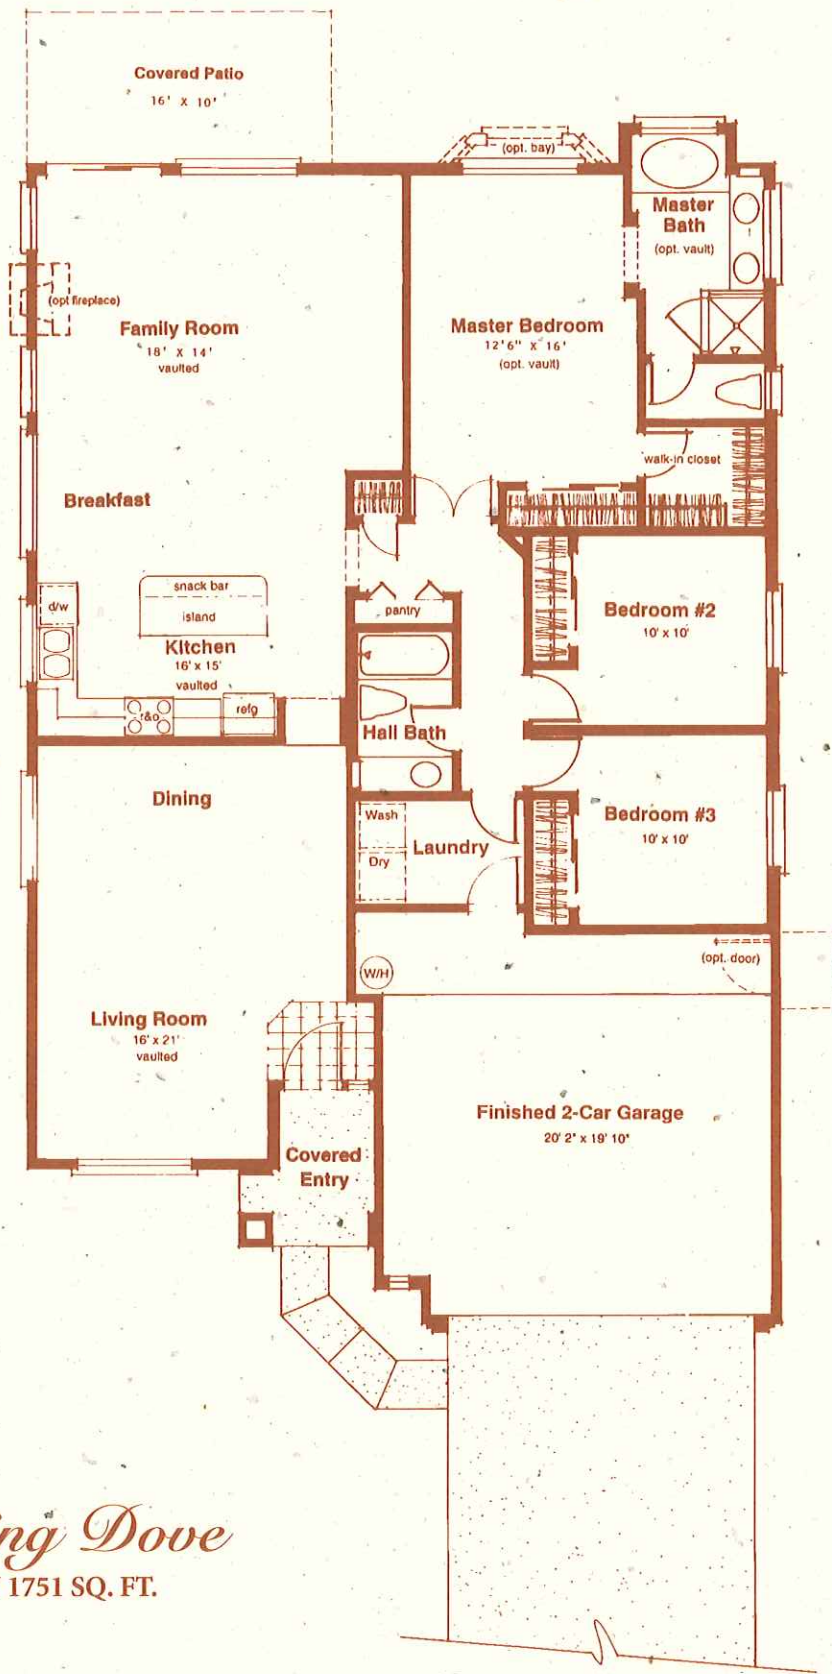 Covered Patio
16' X 10'
(opt. bay)
Master
Bath
(opt. vault)
(opt fireplace)
Family Room
18' X 14'
vaulted
Master Bedroom
12'6" X 16'
(opt. vault)
walk-in closet
Breakfast
snack bar
island
d/w
pantry
Kitchen
16' x 15'
vaulted
r&o
refg
Hall Bath
Bedroom #2
10' x 10'
Dining
Wash
Dry
Laundry
Bedroom #3
10' x 10'
W/H
(opt. door)
Living Room
16' x 21'
vaulted
Finished 2-Car Garage
20' 2" x 19' 10"
Covered
Entry
Dove
1751 SQ. FT.